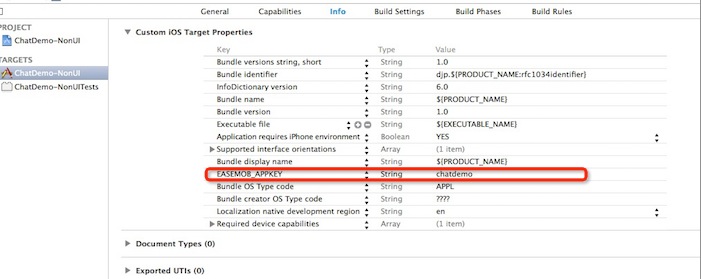 General Capabilities Info Build Settings Build Phases Build Rules
PROJECT
ChatDemo-NonUI
TARGETS
ChatDemo-NonUI
ChatDemo-NonUITests
Custom iOS Target Properties
Key Type Value
Bundle versions string, short String 1.0
Bundle identifier String djp.${PRODUCT_NAME:rfc1034identifier}
InfoDictionary version String 6.0
Bundle name String ${PRODUCT_NAME}
Bundle version String 1.0
Executable file String ${EXECUTABLE_NAME}
Application requires iPhone environment Boolean YES
Supported interface orientations Array (1 item)
Bundle display name String ${PRODUCT_NAME}
EASEMOB_APPKEY String chatdemo
Bundle OS Type code String APPL
Bundle creator OS Type code String ????
Localization native development region String en
Required device capabilities Array (1 item)
Document Types (0)
Exported UTIs (0)